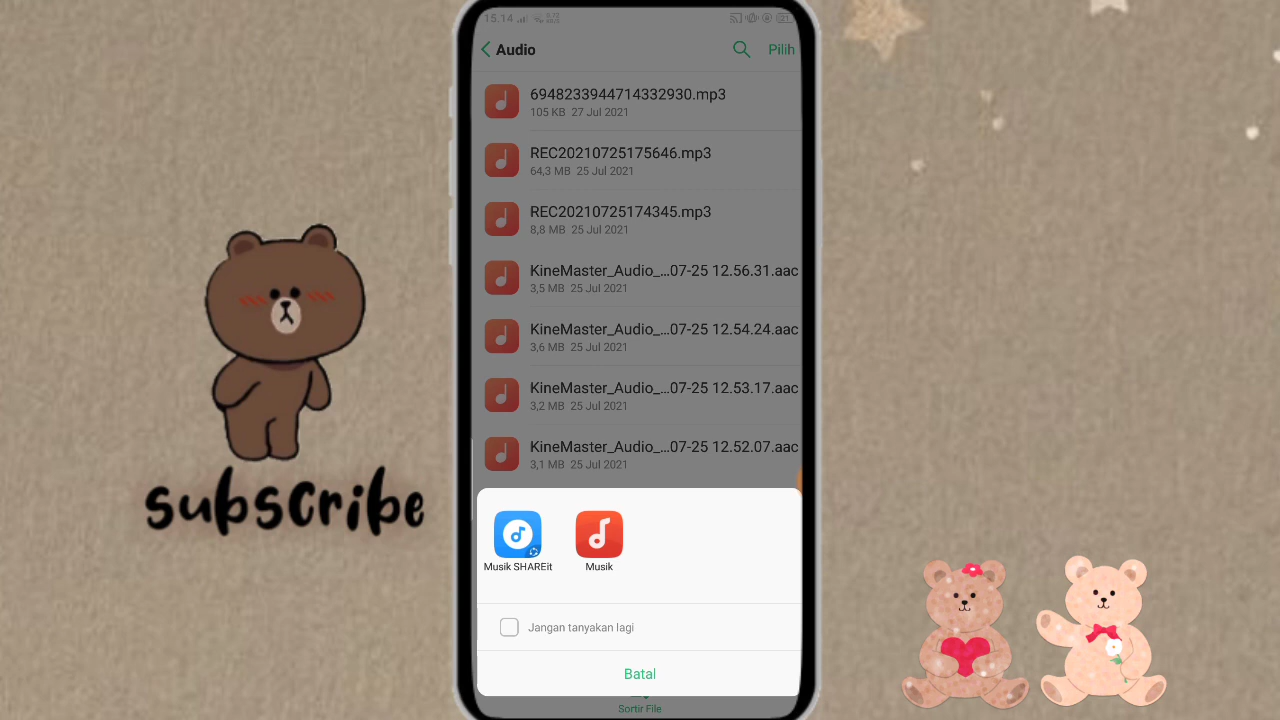 15.14
Audio
Pilih
6948233944714332930.mp3
105 KB 27 Jul 2021
REC20210725175646.mp3
64,3 MB 25 Jul 2021
REC20210725174345.mp3
8,8 MB 25 Jul 2021
KineMaster_Audio_...07-25 12.56.31.aac
3,5 MB 25 Jul 2021
KineMaster_Audio_...07-25 12.54.24.aac
3,6 MB 25 Jul 2021
KineMaster_Audio_...07-25 12.53.17.aac
3,2 MB 25 Jul 2021
KineMaster_Audio_...07-25 12.52.07.aac
3,1 MB 25 Jul 2021
subscribe
Musik SHAREit
Musik
Jangan tanyakan lagi
Batal
Sortir File